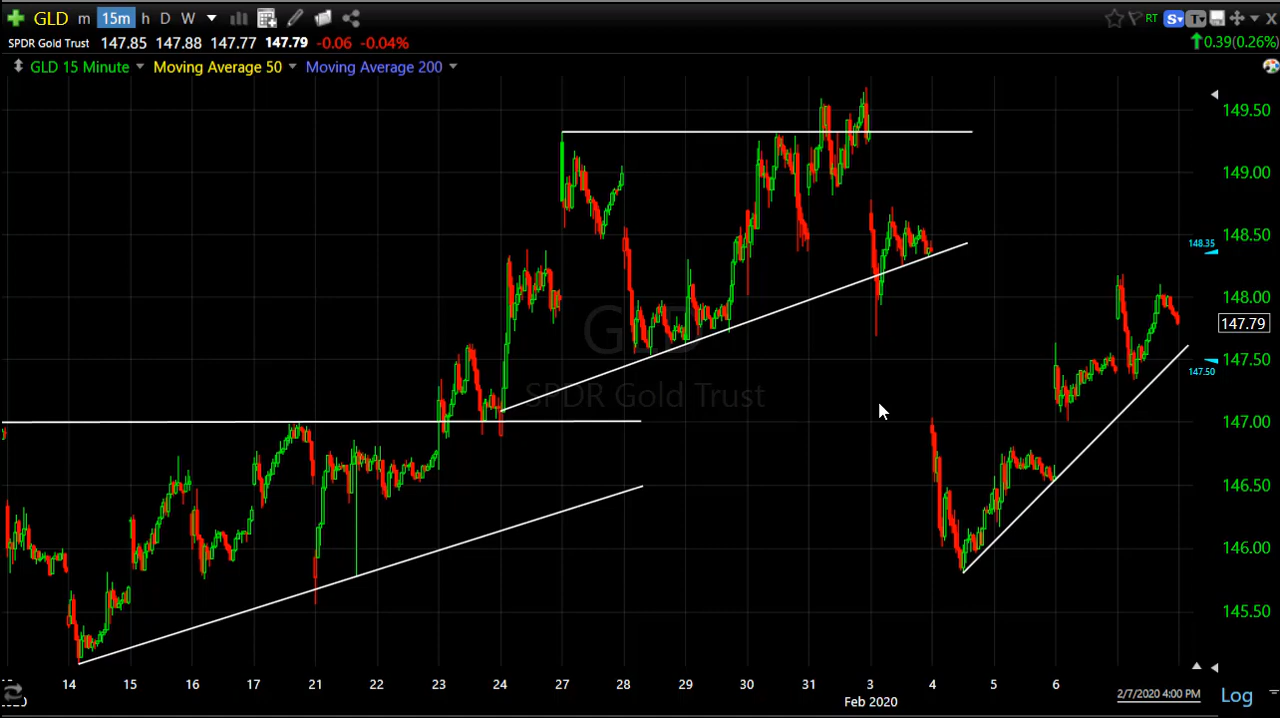 GLD m 15m h D W RT S T X
SPDR Gold Trust 147.85 147.88 147.77 147.79 -0.06 -0.04% 0.39(0.26%)
GLD 15 Minute Moving Average 50 Moving Average 200
149.50
149.00
148.50
148.35
148.00
GLD
147.79
147.50
147.50
SPDR Gold Trust
147.00
146.50
146.00
145.50
14 15 16 17 21 22 23 24 27 28 29 30 31 3 4 5 6
Feb 2020 2/7/2020 4:00 PM Log